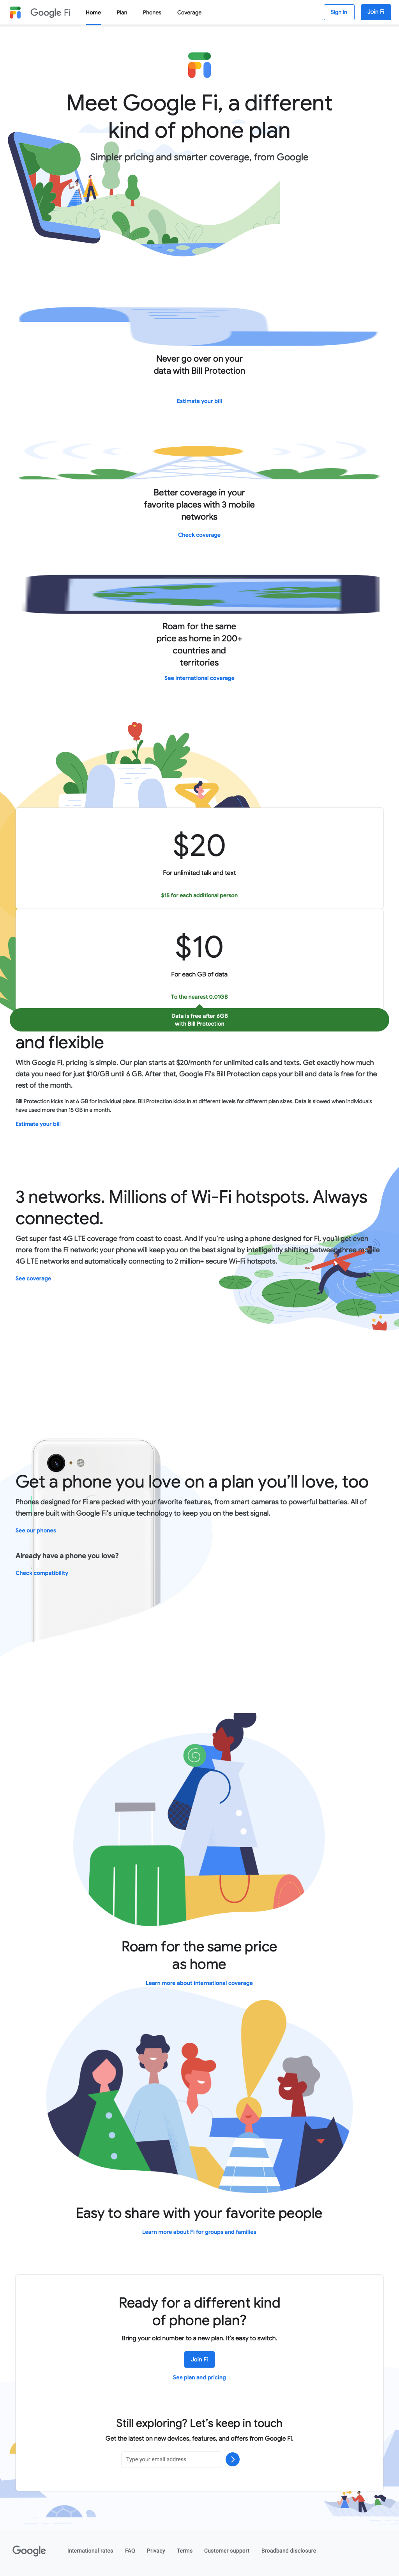 Google Fi
Home Plan Phones Coverage
Sign in Join Fi
Meet Google Fi, a different
kind of phone plan
Simpler pricing and smarter coverage, from Google
Never go over on your
data with Bill Protection
Estimate your bill
Better coverage in your
favorite places with 3 mobile
networks
Check coverage
Roam for the same
price as home in 200+
countries and
territories
See international coverage
$20
For unlimited talk and text
$15 for each additional person
$10
For each GB of data
To the nearest 0.01GB
Data is free after 6GB
with Bill Protection
and flexible
With Google Fi, pricing is simple. Our plan starts at $20/month for unlimited calls and texts. Get exactly how much
data you need for just $10/GB until 6 GB. After that, Google Fi's Bill Protection caps your bill and data is free for the
rest of month.
Bill Protection kicks in at 6 GB for individual plans. Bill Protection kicks in at different levels for different plan sizes. Data is slowed when individuals
have used more than 15 GB in a month.
Estimate your bill
3 networks. Millions of Wi-Fi hotspots. Always
connected.
Get super fast 4G LTE coverage from coast to coast. And if you're using a phone designed for Fi, you'll get even
more from the Fi network; your phone will keep you on the best signal by intelligently shifting between three mobile
4G LTE networks and automatically connecting to 2 million+ secure Wi-Fi hotspots.
See coverage
Get a phone you love on a plan you'll love, too
Phones designed for Fi are packed with your favorite features, from smart cameras to powerful batteries. All of
them are built with Google Fi's unique technology to keep you on the best signal.
See our phones
Already have a phone you love?
Check compatibility
Roam for the same price
as home
Learn more about international coverage
Easy to share with your favorite people
Learn more about Fi for groups and families
Ready for a different kind
of phone plan?
Bring your old number to a new plan. It's easy to switch.
Join Fi
See plan and pricing
Still exploring? Let's keep in touch
Get the latest on new devices, features, and offers from Google Fi.
Type your email address
Google International rates FAQ Privacy Terms Customer support Broadband disclosure